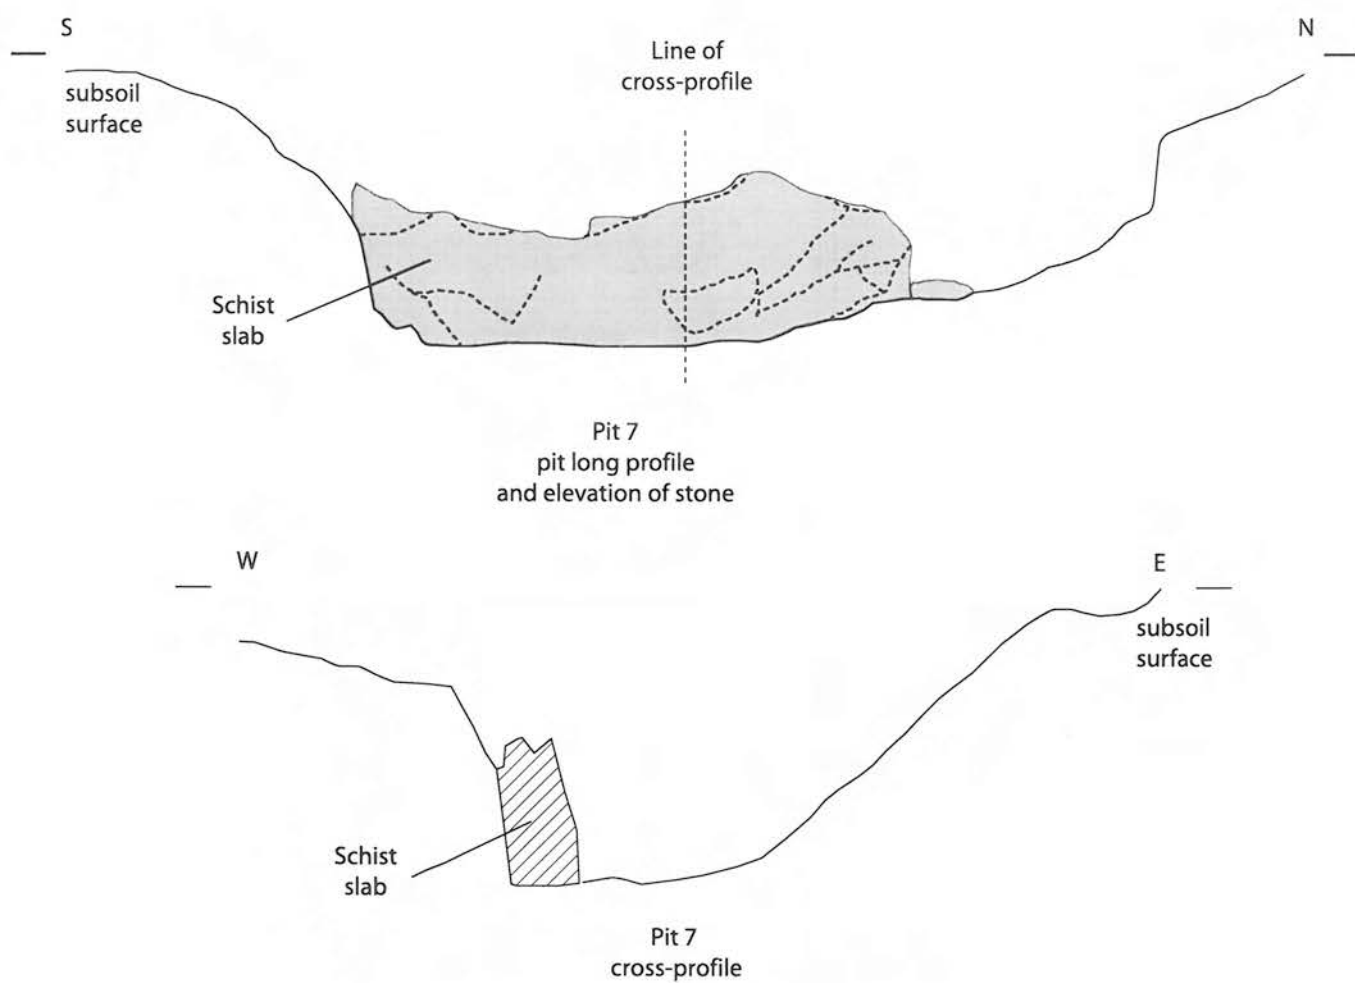 S
N
Line of
cross-profile
subsoil
surface
Schist
slab
Pit 7
pit long profile
and elevation of stone
W
E
subsoil
surface
Schist
slab
Pit 7
cross-profile